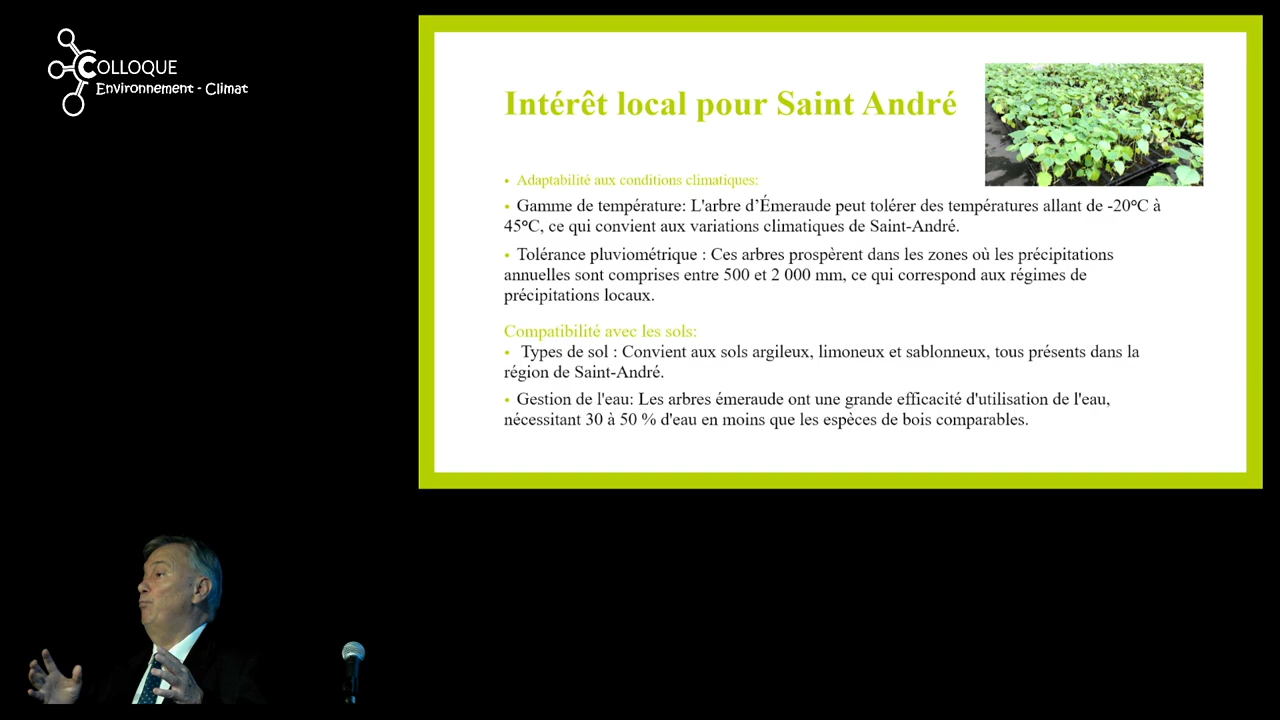 COLLOQUE
Environnement - Climat
Intérêt local pour Saint André
• Adaptabilité aux conditions climatiques:
• Gamme de température: L'arbre d’Émeraude peut tolérer des températures allant de -20°C à
45°C, ce qui convient aux variations climatiques de Saint-André.
• Tolérance pluviométrique : Ces arbres prospèrent dans les zones où les précipitations
annuelles sont comprises entre 500 et 2 000 mm, ce qui correspond aux régimes de
précipitations locaux.
Compatibilité avec les sols:
• Types de sol : Convient aux sols argileux, limoneux et sablonneux, tous présents dans la
région de Saint-André.
• Gestion de l'eau: Les arbres émeraude ont une grande efficacité d'utilisation de l'eau,
nécessitant 30 à 50 % d'eau en moins que les espèces de bois comparables.